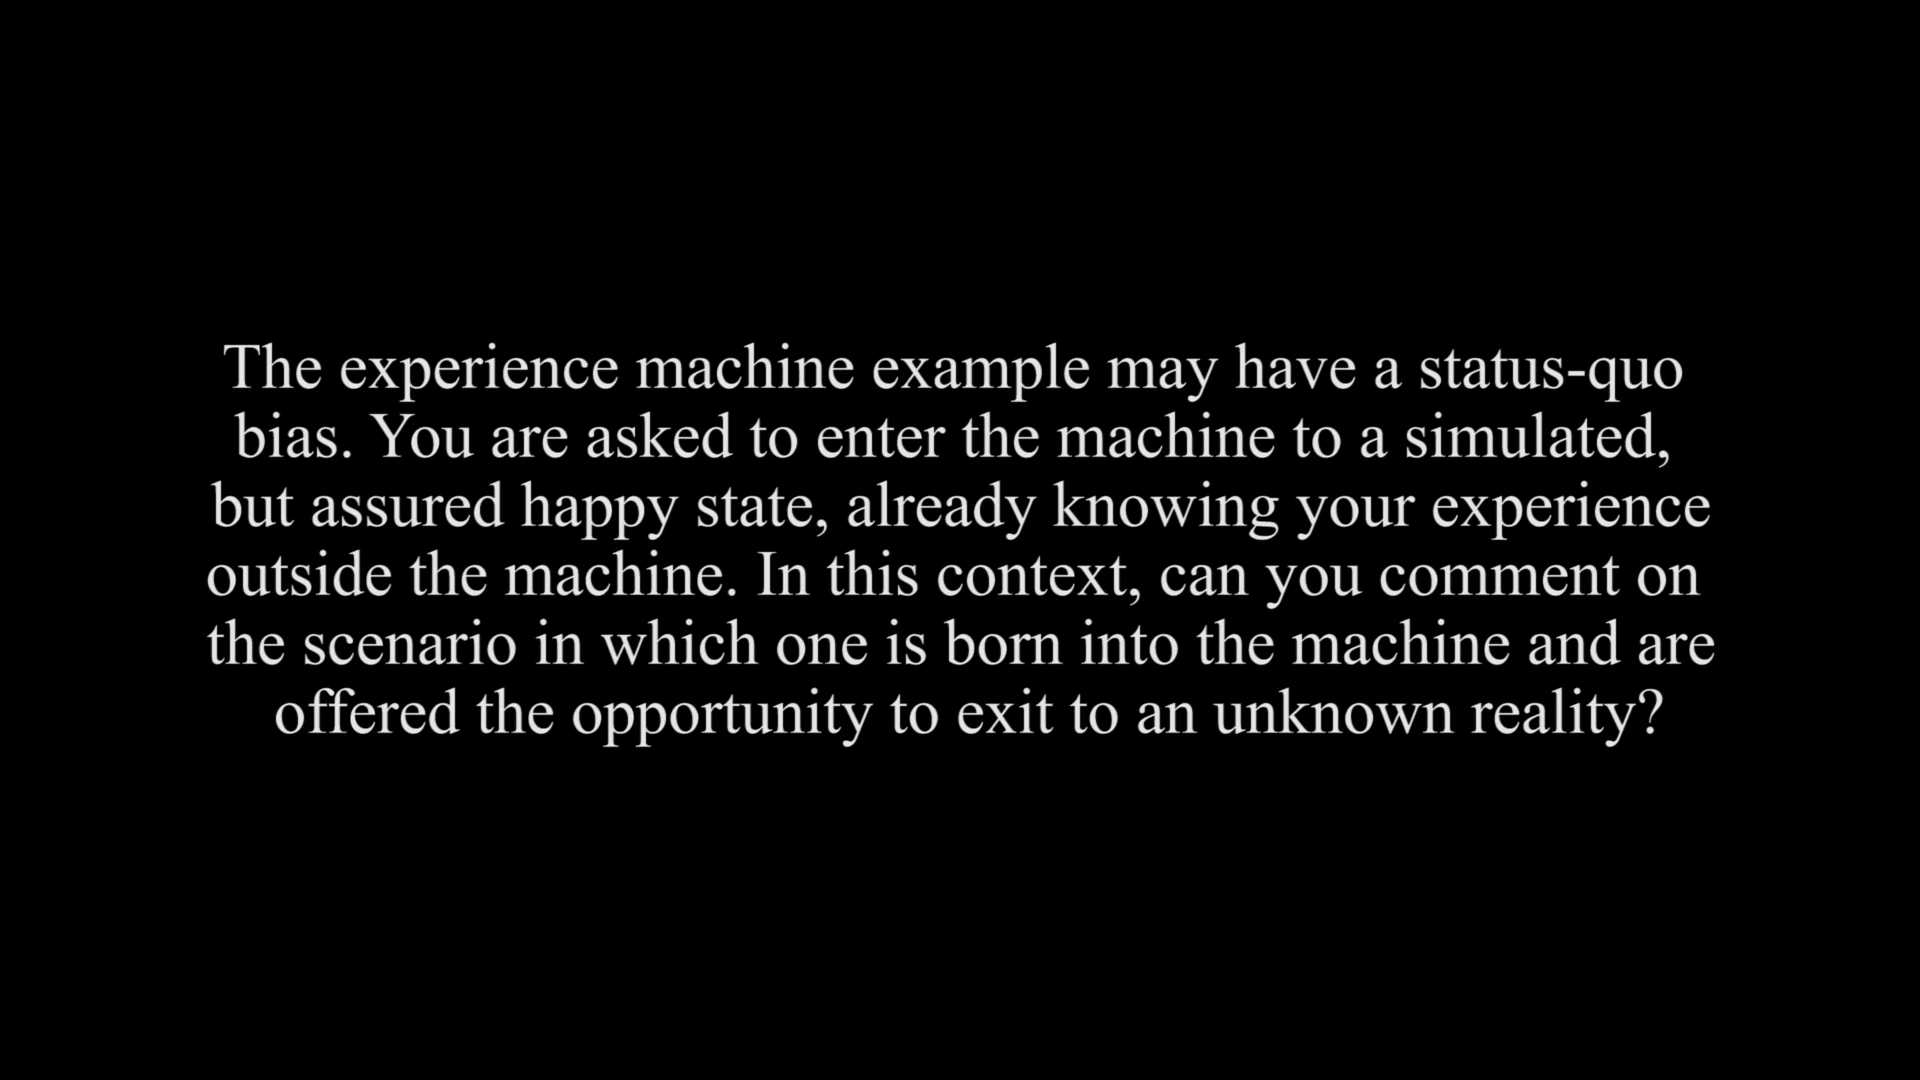 The experience machine example may have a status-quo
bias. You are asked to enter the machine to a simulated,
but assured happy state, already knowing your experience
outside the machine. In this context, can you comment on
the scenario in which one is born into the machine and are
offered the opportunity to exit to an unknown reality?